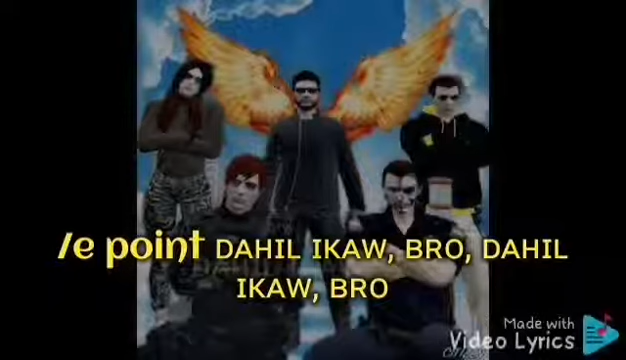 /e point DAHIL IKAW, BRO, DAHIL
IKAW, BRO
Made with
Video Lyrics